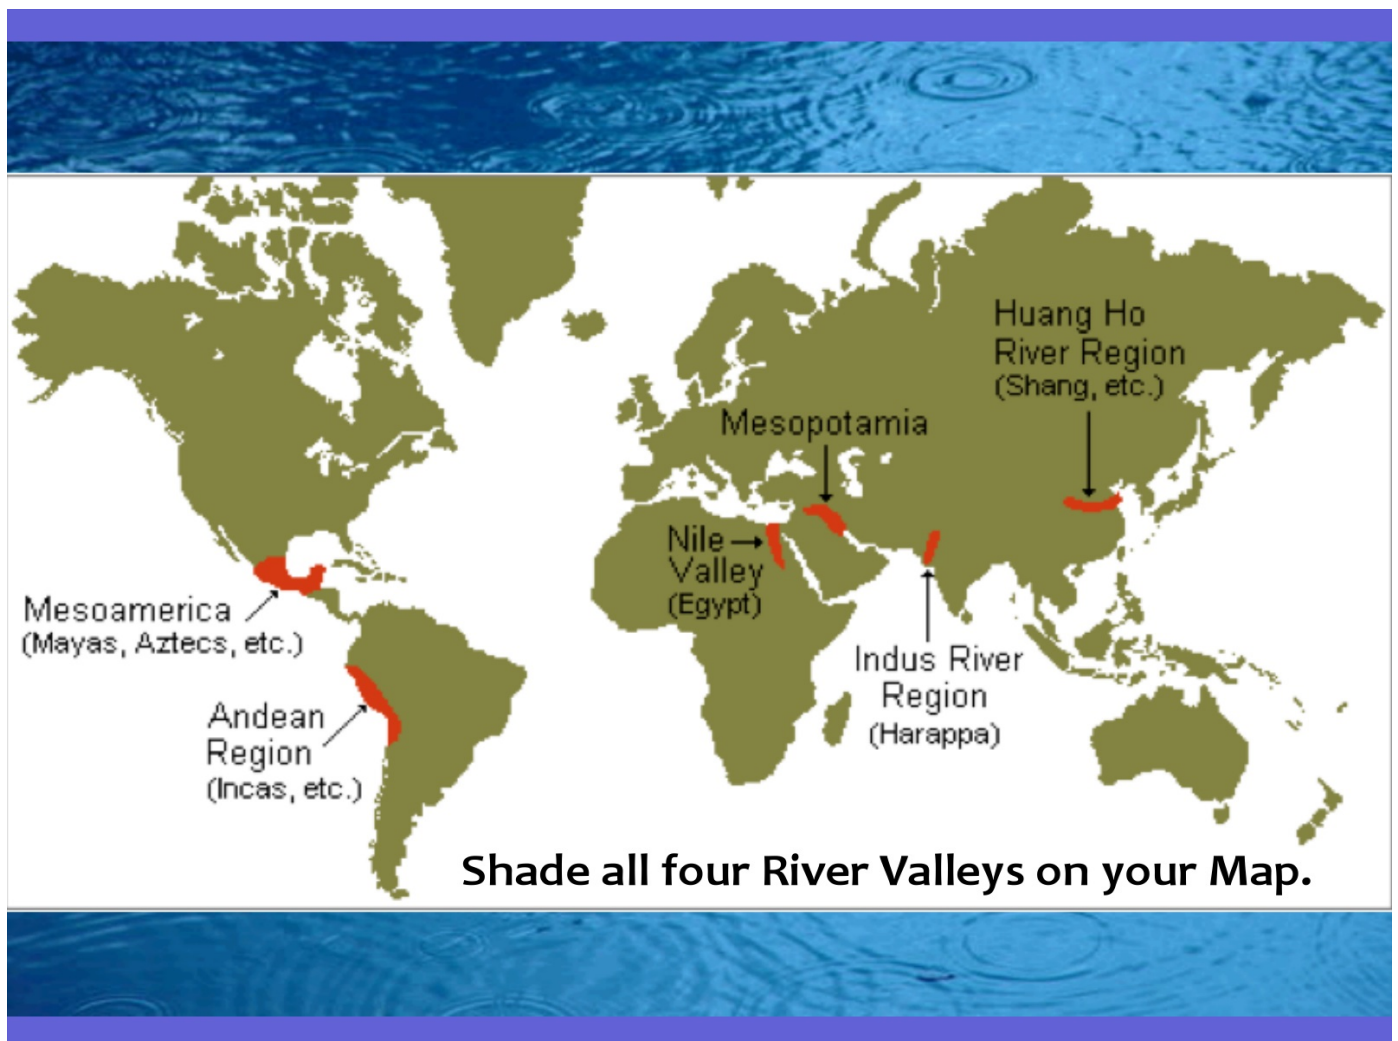 Huang Ho
River Region
(Shang, etc.)
Mesopotamia
Nile
Valley
(Egypt)
Mesoamerica
(Mayas, Aztecs, etc.)
Indus River
Region
(Harappa)
Andean
Region
(Incas, etc.)
Shade all four River Valleys on your Map.